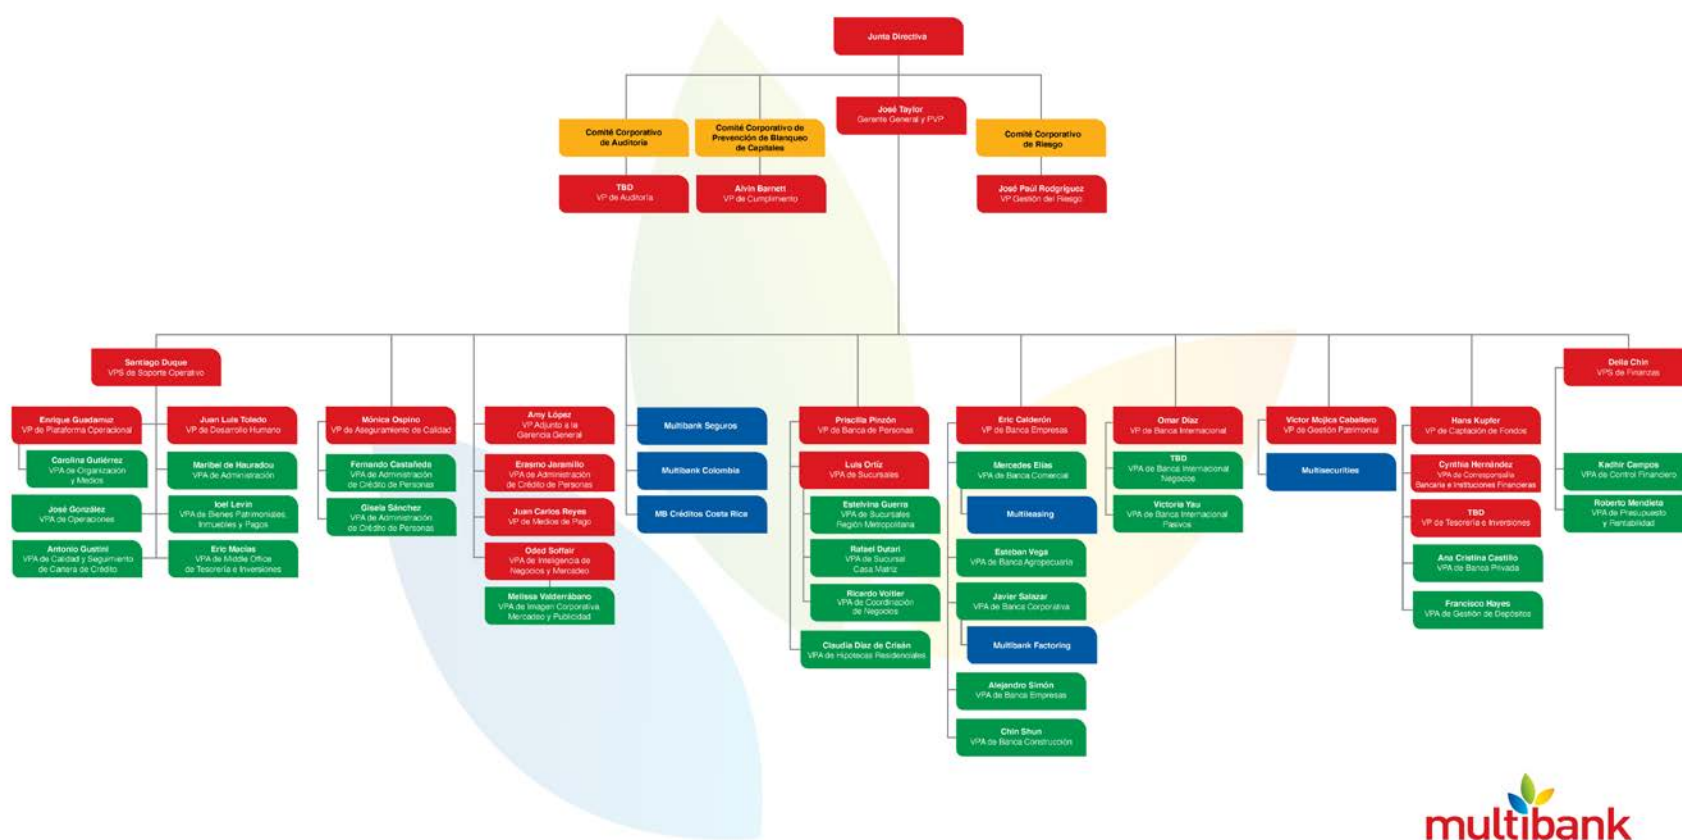 Junta Directiva
José Taylor
Gerente General y PVP
Comité Corporativo
de Auditoría
Comité Corporativo de
Prevención de Blanqueo
de Capitales
Comité Corporativo
de Riesgo
TBD
VP de Auditoría
Alvin Barnett
VP de Cumplimiento
José Paúl Rodgríguez
VP Gestión del Riesgo
Santiago Duque
VPS de Soporte Operativo
Delia Chin
VPS de Finanzas
Enrique Guadamuz
VP de Plataforma Operacional
Carolina Gutiérrez
VPA de Organización
y Medios
José González
VPA de Operaciones
Antonio Gustini
VPA de Calidad y Seguimiento
de Cartera de Crédito
Juan Luis Toledo
VP de Desarrollo Humano
Maribel de Hauradou
VPA de Administración
Ioel Levin
VPA de Bienes Patrimoniales,
Inmuebles y Pagos
Eric Macías
VPA de Middle Office
de Tesorería e Inversiones
Mónica Ospino
VP de Aseguramiento de Calidad
Fernando Castañeda
VPA de Administración
de Crédito de Personas
Gisela Sánchez
VPA de Administración
de Crédito de Personas
Amy López
VP Adjunto a la
Gerencia General
Erasmo Jaramillo
VPA de Administración
de Crédito de Personas
Juan Carlos Reyes
VP de Medios de Pago
Oded Soffair
VPA de Inteligencia de
Negocios y Mercadeo
Melissa Valderrábano
VPA de Imagen Corporativa
Mercadeo y Publicidad
Multibank Seguros
Multibank Colombia
MB Créditos Costa Rice
Priscilla Pinzón
VP de Banca de Personas
Luis Ortíz
VPA de Sucursales
Estelvina Guerra
VPA de Sucursales
Región Metropolitana
Rafael Dutari
VPA de Sucursal
Casa Matriz
Ricardo Voitier
VPA de Coordinación
de Negocios
Claudia Díaz de Crisán
VPA de Hipotecas Residenciales
Eric Calderón
VP de Banca Empresas
Mercedes Elías
VPA de Banca Comercial
Multileasing
Esteban Vega
VPA de Banca Agropecuaria
Javier Salazar
VPA de Banca Corporativa
Multibank Factoring
Alejandro Simón
VPA de Banca Empresas
Chin Shun
VPA de Banca Construcción
Omar Díaz
VP de Banca Internacional
TBD
VPA de Banca Internacional
Negocios
Victoria Yau
VPA de Banca Internacional
Pasivos
Víctor Mojica Caballero
VP de Gestión Patrimonial
Multisecurities
Hans Kupfer
VP de Captación de Fondos
Cynthia Hernández
VPA de Corresponsalía
Bancaria e Instituciones Financieras
TBD
VP de Tesorería e Inversiones
Ana Cristina Castillo
VPA de Banca Privada
Francisco Hayes
VPA de Gestión de Depósitos
Kadhir Campos
VPA de Control Financiero
Roberto Mendieta
VPA de Presupuesto
y Rentabilidad
multibank